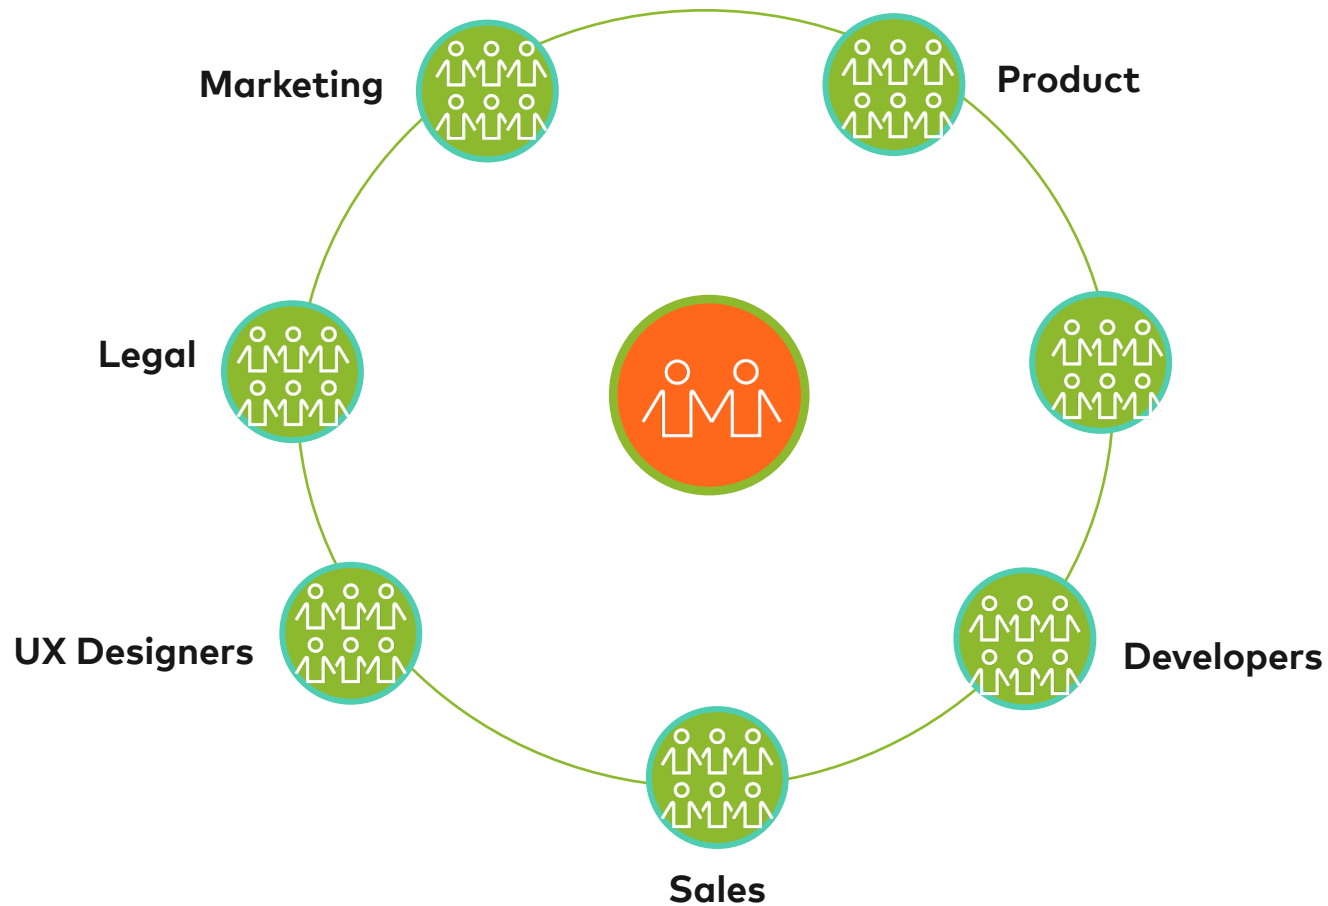 Marketing
Product
Legal
UX Designers
Developers
Sales